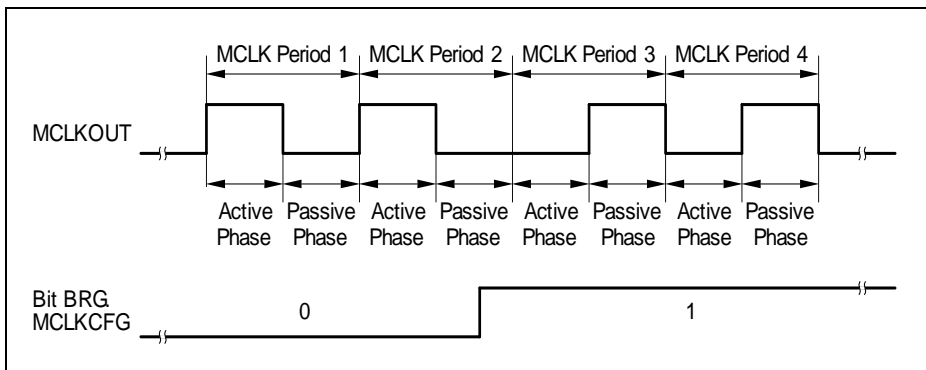 MCLK Period 1 MCLK Period 2 MCLK Period 3 MCLK Period 4
MCLKOUT
Active Passive Active Passive Active Passive Active Passive
Phase Phase Phase Phase Phase Phase Phase Phase
Bit BRG.
MCLKCFG
0 1